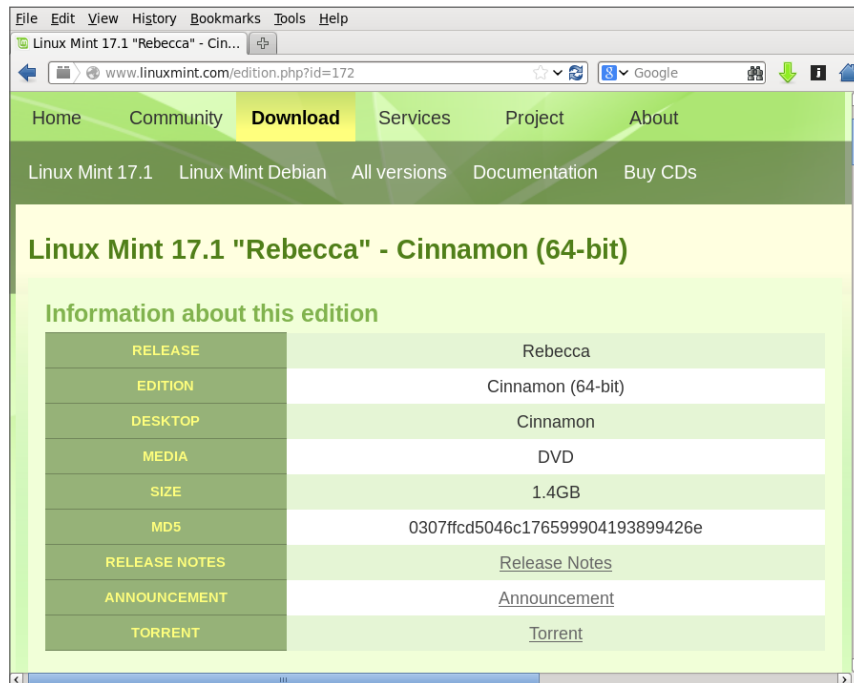 File Edit View History Bookmarks Tools Help
Linux Mint 17.1 "Rebecca" - Cin...
www.linuxmint.com/edition.php?id=172 8 Google
Home Community Download Services Project About
Linux Mint 17.1 Linux Mint Debian All versions Documentation Buy CDs
Linux Mint 17.1 "Rebecca" - Cinnamon (64-bit)
Information about this edition
RELEASE Rebecca
EDITION Cinnamon (64-bit)
DESKTOP Cinnamon
MEDIA DVD
SIZE 1.4GB
MD5 0307ffcd5046c176599904193899426e
RELEASE NOTES Release Notes
ANNOUNCEMENT Announcement
TORRENT Torrent